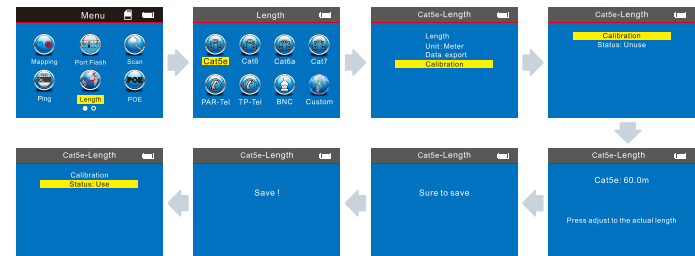 Menu
Mapping Port Flash Scan
Ping Length POE
POE
Length
Cat5e Cat6 Cat6a Cat7
PAR-Tel TP-Tel BNC Custom
Cat5e-Length
Length
Unit: Meter
Data export
Calibration
Cat5e-Length
Calibration
Status: Unuse
Cat5e-Length
Cat5e: 60.0m
Press adjust to the actual length
Cat5e-Length
Sure to save
Cat5e-Length
Save !
Cat5e-Length
Calibration
Status: Use